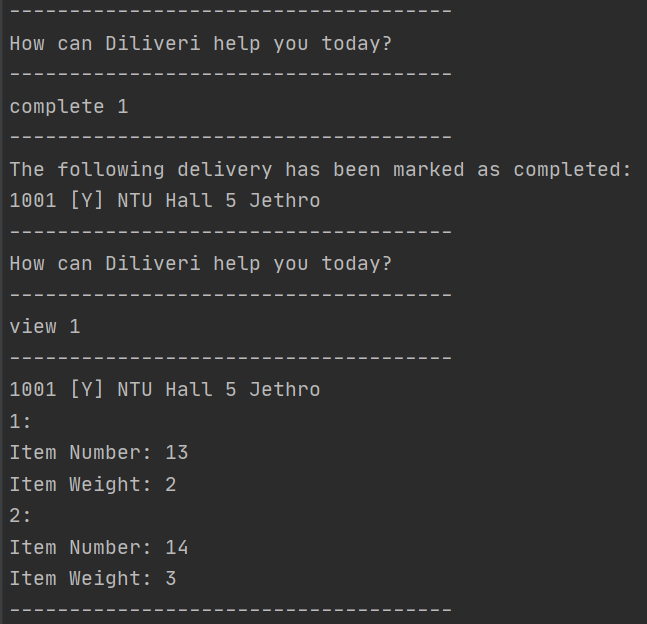 -------------------------------------
How can Diliveri help you today?
-------------------------------------
complete 1
-------------------------------------
The following delivery has been marked as completed:
1001 [Y] NTU Hall 5 Jethro
-------------------------------------
How can Diliveri help you today?
-------------------------------------
view 1
-------------------------------------
1001 [Y] NTU Hall 5 Jethro
1:
Item Number: 13
Item Weight: 2
2:
Item Number: 14
Item Weight: 3
-------------------------------------